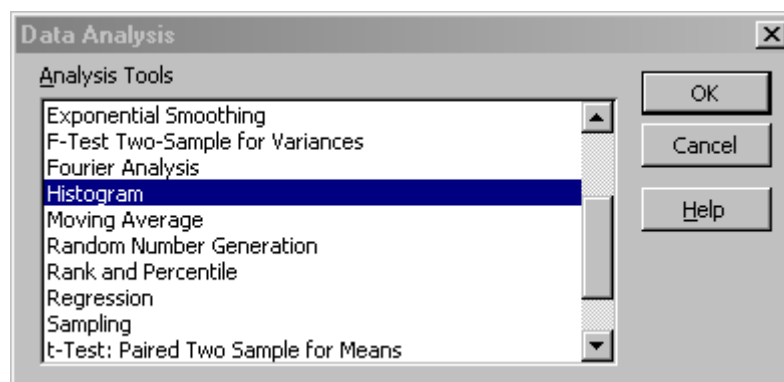 Data Analysis
Analysis Tools
Exponential Smoothing
F-Test Two-Sample for Variances
Fourier Analysis
Histogram
Moving Average
Random Number Generation
Rank and Percentile
Regression
Sampling
t-Test: Paired Two Sample for Means
OK
Cancel
Help